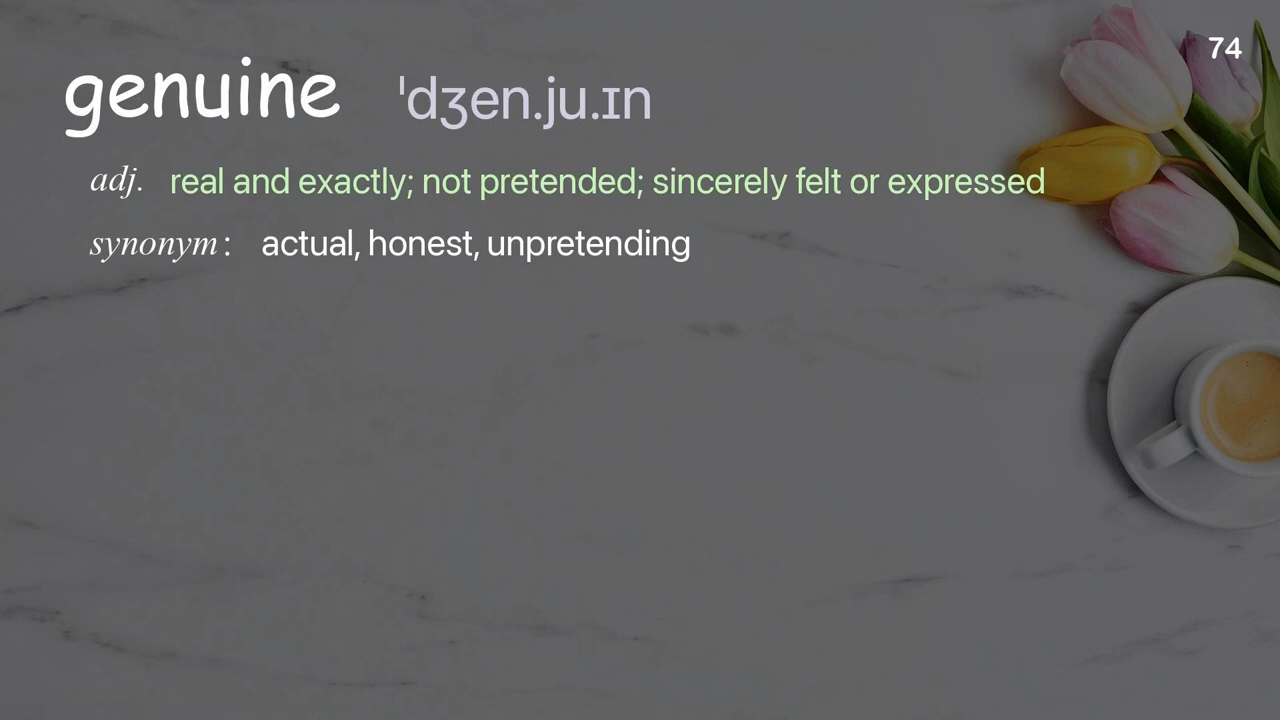 74
genuine ˈdʒen.ju.ɪn
adj. real and exactly; not pretended; sincerely felt or expressed
synonym : actual, honest, unpretending